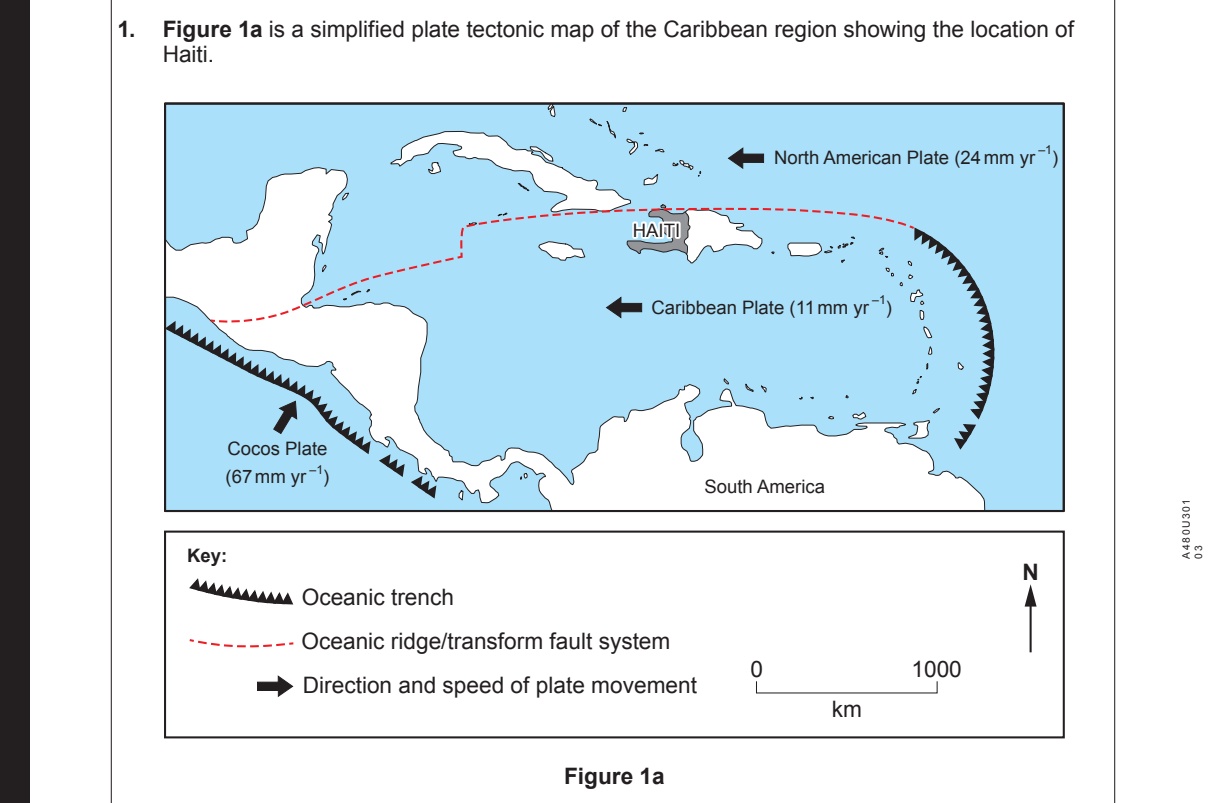 1. Figure 1a is a simplified plate tectonic map of the Caribbean region showing the location of
Haiti.
North American Plate (24 mm yr⁻¹)
HAITI
Caribbean Plate (11 mm yr⁻¹)
Cocos Plate
(67 mm yr⁻¹)
South America
Key:
Oceanic trench
Oceanic ridge/transform fault system
Direction and speed of plate movement
N
0 1000
km
Figure 1a
A480U301
03